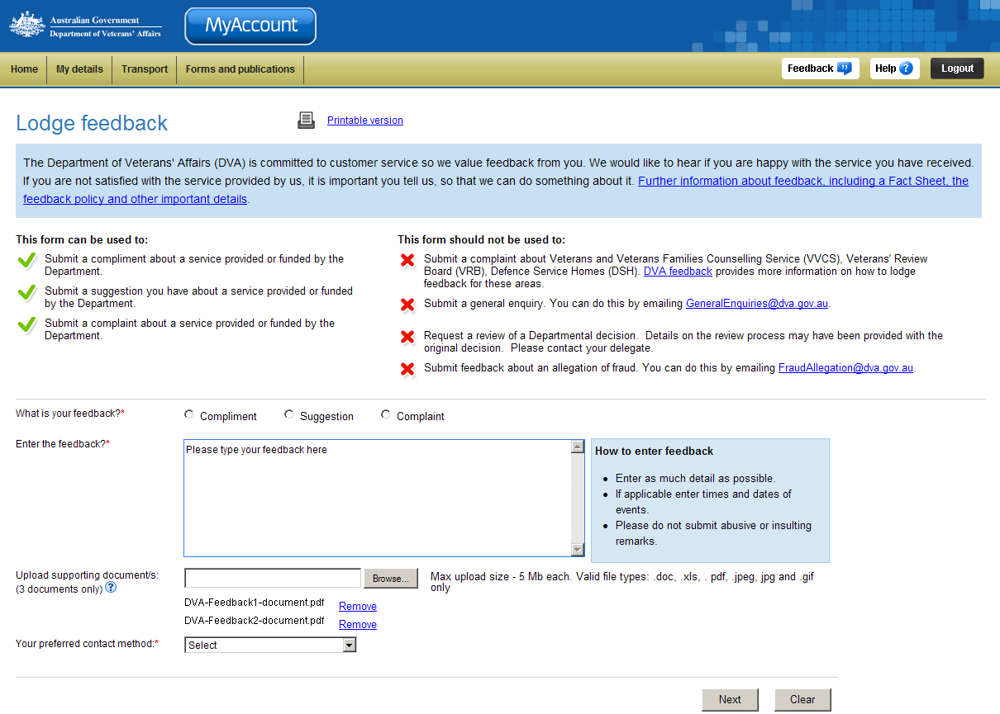 Australian Government
Department of Veterans' Affairs
MyAccount
Home
My details
Transport
Forms and publications
Feedback
Help
Logout
Lodge feedback
Printable version
The Department of Veterans' Affairs (DVA) is committed to customer service so we value feedback from you. We would like to hear if you are happy with the service you have received.
If you are not satisfied with the service provided by us, it is important you tell us, so that we can do something about it. Further information about feedback, including a Fact Sheet, the
feedback policy and other important details.
This form can be used to:
Submit a compliment about a service provided or funded by the
Department.
Submit a suggestion you have about a service provided or funded
by the Department.
Submit a complaint about a service provided or funded by the
Department.
This form should not be used to:
Submit a complaint about Veterans and Veterans Families Counselling Service (VVCS), Veterans' Review
Board (VRB), Defence Service Homes (DSH). DVA feedback provides more information on how to lodge
feedback for these areas.
Submit a general enquiry. You can do this by emailing GeneralEnquiries@dva.gov.au.
Request a review of a Departmental decision. Details on the review process may have been provided with the
original decision. Please contact your delegate.
Submit feedback about an allegation of fraud. You can do this by emailing FraudAllegation@dva.gov.au.
What is your feedback?*
Compliment
Suggestion
Complaint
Enter the feedback?*
Please type your feedback here
How to enter feedback
• Enter as much detail as possible.
• If applicable enter times and dates of
events.
• Please do not submit abusive or insulting
remarks.
Upload supporting document/s:
(3 documents only) ?
Browse...
Max upload size - 5 Mb each. Valid file types: .doc, .xls, . pdf, .jpeg, jpg and .gif
only
DVA-Feedback1-document.pdf Remove
DVA-Feedback2-document.pdf Remove
Your preferred contact method:*
Select
Next
Clear